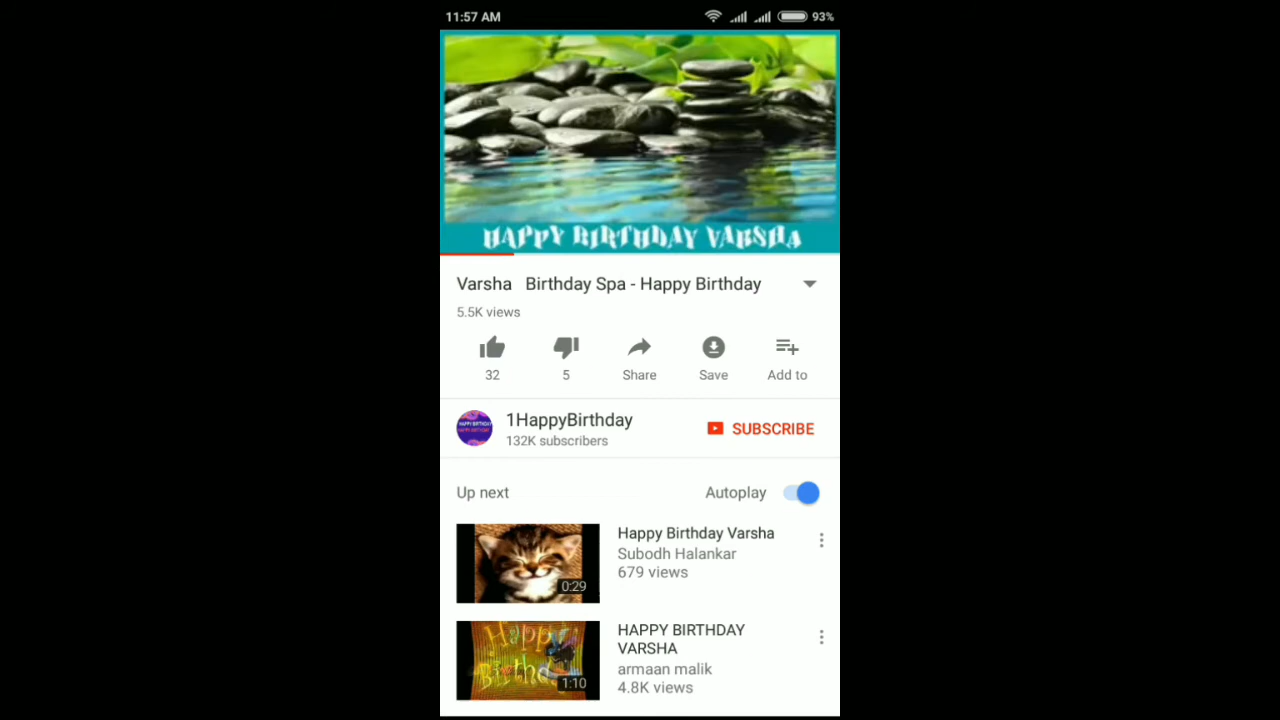 11:57 AM 93%
HAPPY BIRTHDAY VARSHA
Varsha Birthday Spa - Happy Birthday
5.5K views
32 5 Share Save Add to
1HappyBirthday
132K subscribers
SUBSCRIBE
Up next Autoplay
Happy Birthday Varsha
Subodh Halankar
679 views
0:29
HAPPY BIRTHDAY
VARSHA
armaan malik
4.8K views
Happy
Birthd
1:10